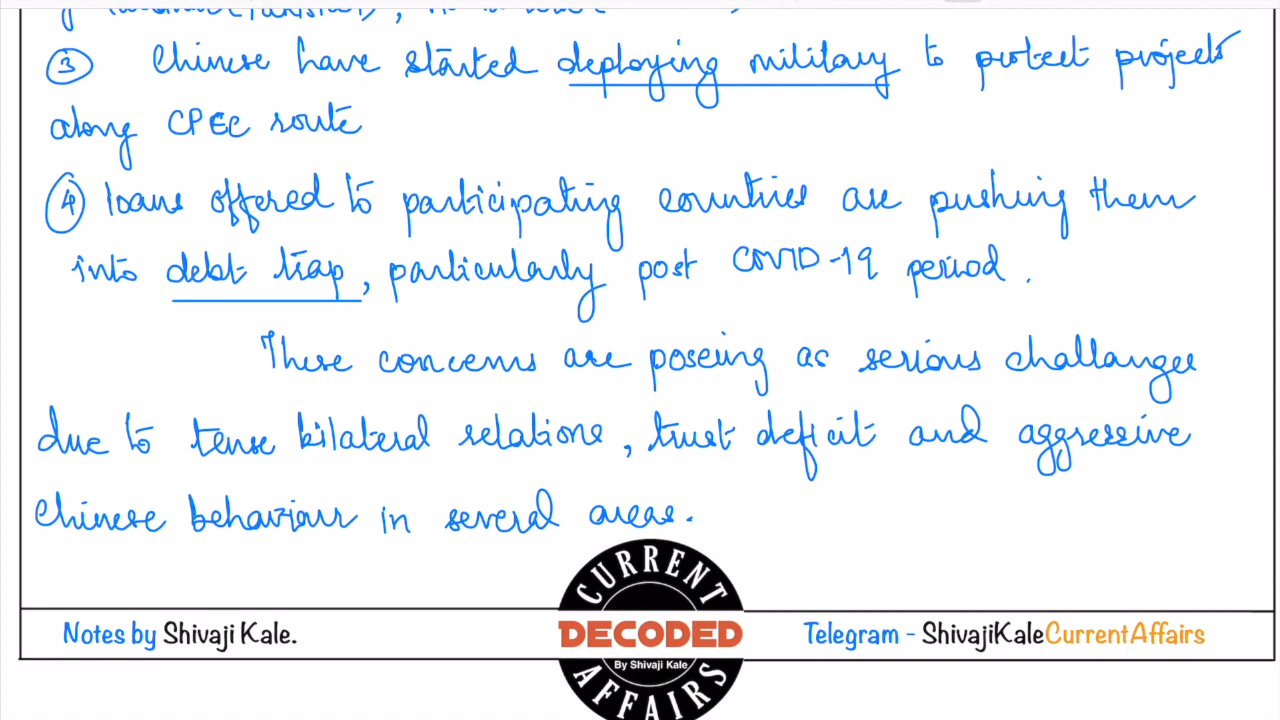 ③ Chinese have started deploying military to protect projects
along CPEC route
④ loans offered to participating countries are pushing them
into debt trap, particularly post COVID-19 period.
These concerns are poseing as serious challanges
due to tense bilateral relations, trust deficit and aggressive
Chinese behaviour in several areas.
CURRENT
DECODED
By Shivaji Kale
AFFAIRS
Notes by Shivaji Kale.
Telegram - ShivajiKaleCurrentAffairs